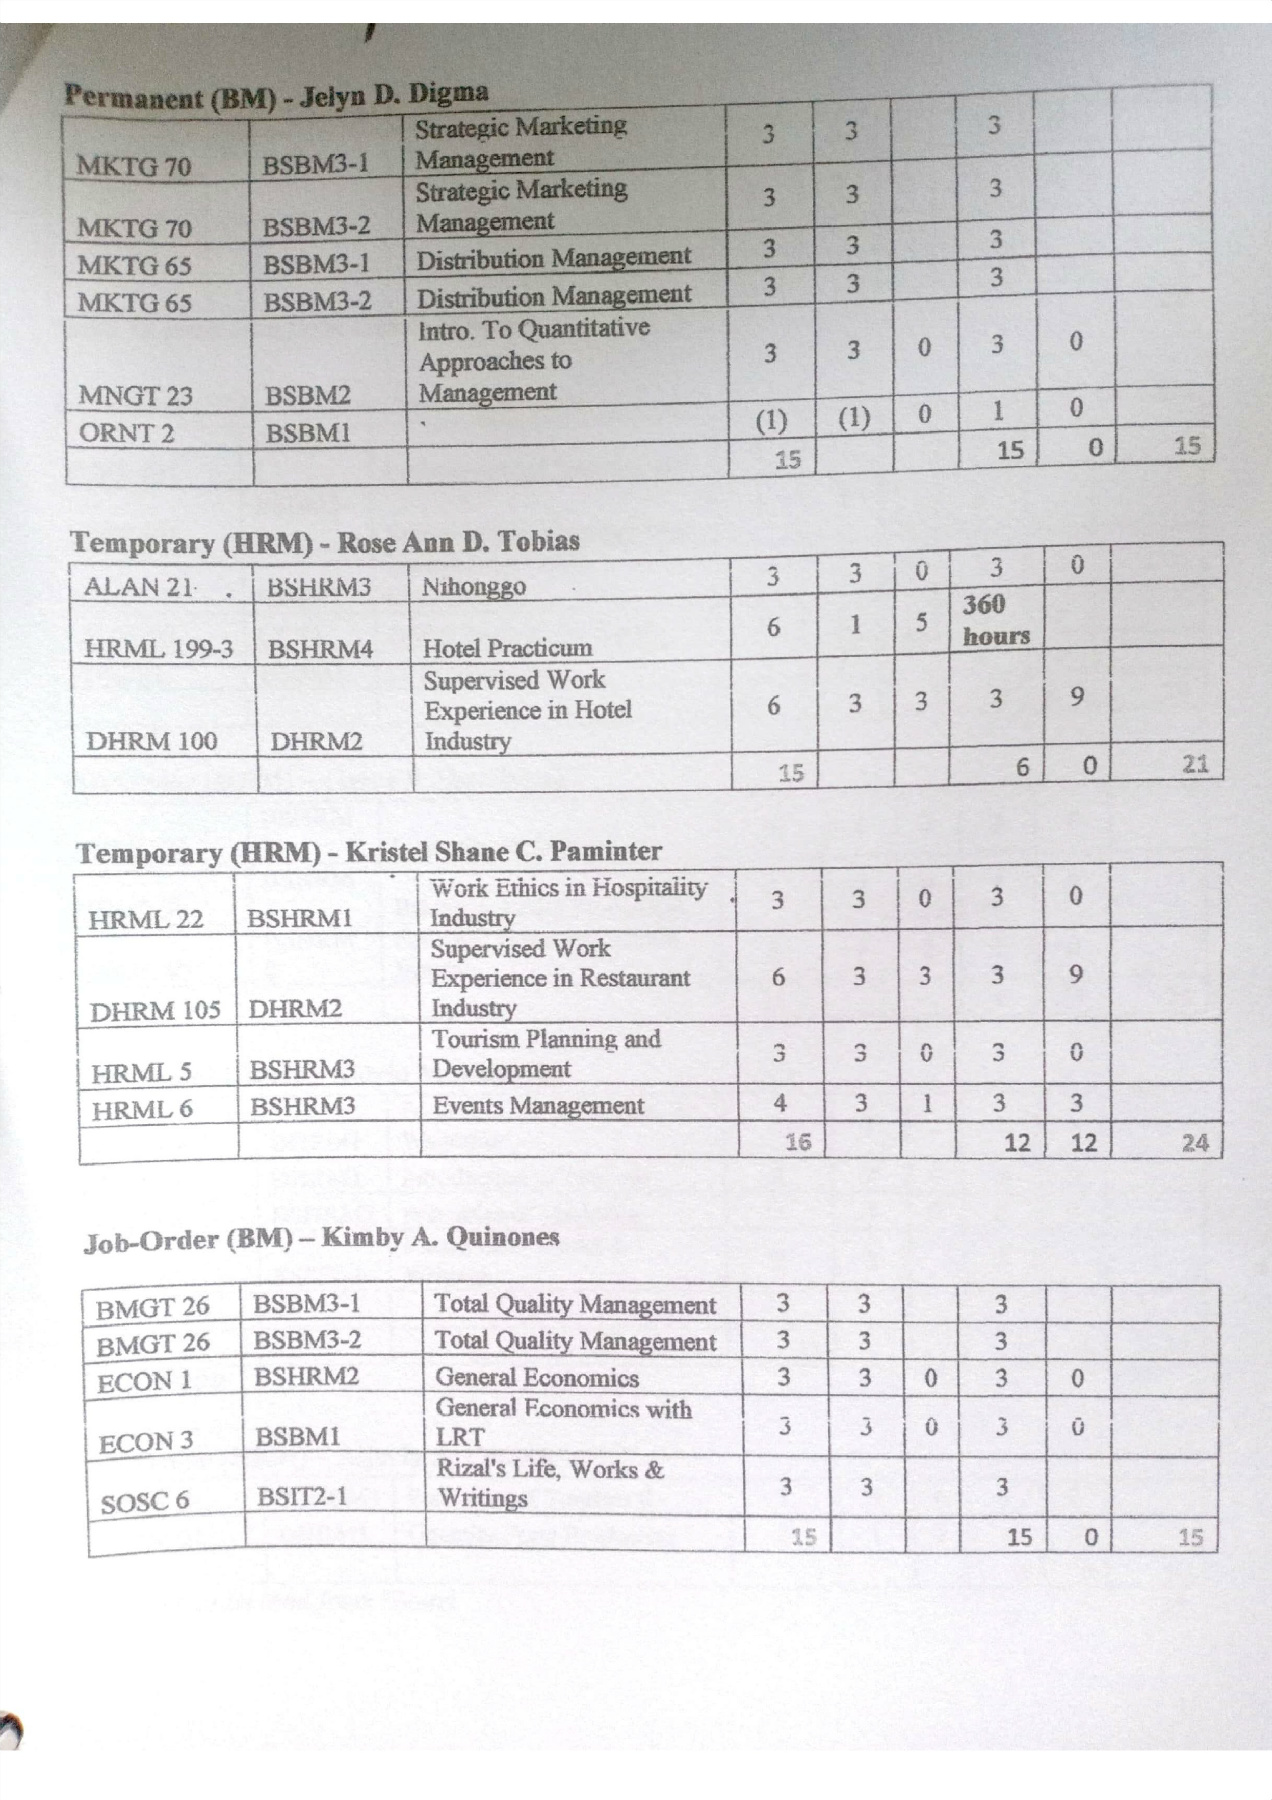 Permanent (BM) - Jelyn D. Digma
MKTG 70 BSBM3-1 Strategic Marketing Management 3 3 3
MKTG 70 BSBM3-2 Strategic Marketing Management 3 3 3
MKTG 65 BSBM3-1 Distribution Management 3 3 3
MKTG 65 BSBM3-2 Distribution Management 3 3 3
MNGT 23 BSBM2 Intro. To Quantitative Approaches to Management 3 3 0 3 0
ORNT 2 BSBM1 (1) (1) 0 1 0
15 15 0 15
Temporary (HRM) - Rose Ann D. Tobias
ALAN 21 BSHRM3 Nihonggo 3 3 0 3 0
HRML 199-3 BSHRM4 Hotel Practicum 6 1 5 360 hours
DHRM 100 DHRM2 Supervised Work Experience in Hotel Industry 6 3 3 3 9
15 6 0 21
Temporary (HRM) - Kristel Shane C. Paminter
HRML 22 BSHRM1 Work Ethics in Hospitality Industry 3 3 0 3 0
DHRM 105 DHRM2 Supervised Work Experience in Restaurant Industry 6 3 3 3 9
HRML 5 BSHRM3 Tourism Planning and Development 3 3 0 3 0
HRML 6 BSHRM3 Events Management 4 3 1 3 3
16 12 12 24
Job-Order (BM) – Kimby A. Quinones
BMGT 26 BSBM3-1 Total Quality Management 3 3 3
BMGT 26 BSBM3-2 Total Quality Management 3 3 3
ECON 1 BSHRM2 General Economics 3 3 0 3 0
ECON 3 BSBM1 General Economics with LRT 3 3 0 3 0
SOSC 6 BSIT2-1 Rizal's Life, Works & Writings 3 3 3
15 15 0 15